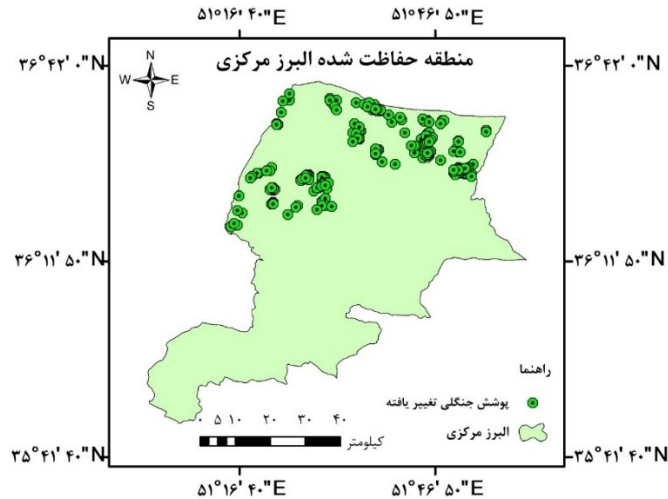 ۵۱°۱۶' ۴۰"E ۵۱°۴۶' ۵۰"E
منطقه حفاظت شده البرز مرکزی
N
W E
S
۳۶°۴۲' ۰"N ۳۶°۴۲' ۰"N
۳۶°۱۱' ۵۰"N ۳۶°۱۱' ۵۰"N
راهنما
پوشش جنگلی تغییر یافته
البرز مرکزی
۰ ۵ ۱۰ ۲۰ ۳۰ ۴۰
کیلومتر
۳۵°۴۱' ۴۰"N ۳۵°۴۱' ۴۰"N
۵۱°۱۶' ۴۰"E ۵۱°۴۶' ۵۰"E